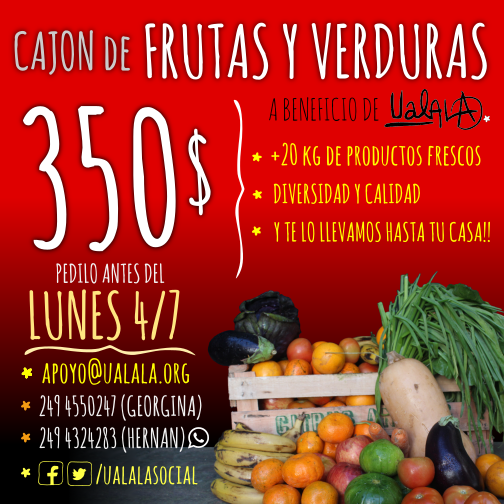 CAJON DE FRUTAS Y VERDURAS
350$
A BENEFICIO DE UalALA.
+20 KG DE PRODUCTOS FRESCOS
DIVERSIDAD Y CALIDAD
Y TE LO LLEVAMOS HASTA TU CASA!!
PEDILO ANTES DEL
LUNES 4/7
APOYO@UALALA.ORG
249 4550247 (GEORGINA)
249 4324283 (HERNAN)
/UALALASOCIAL